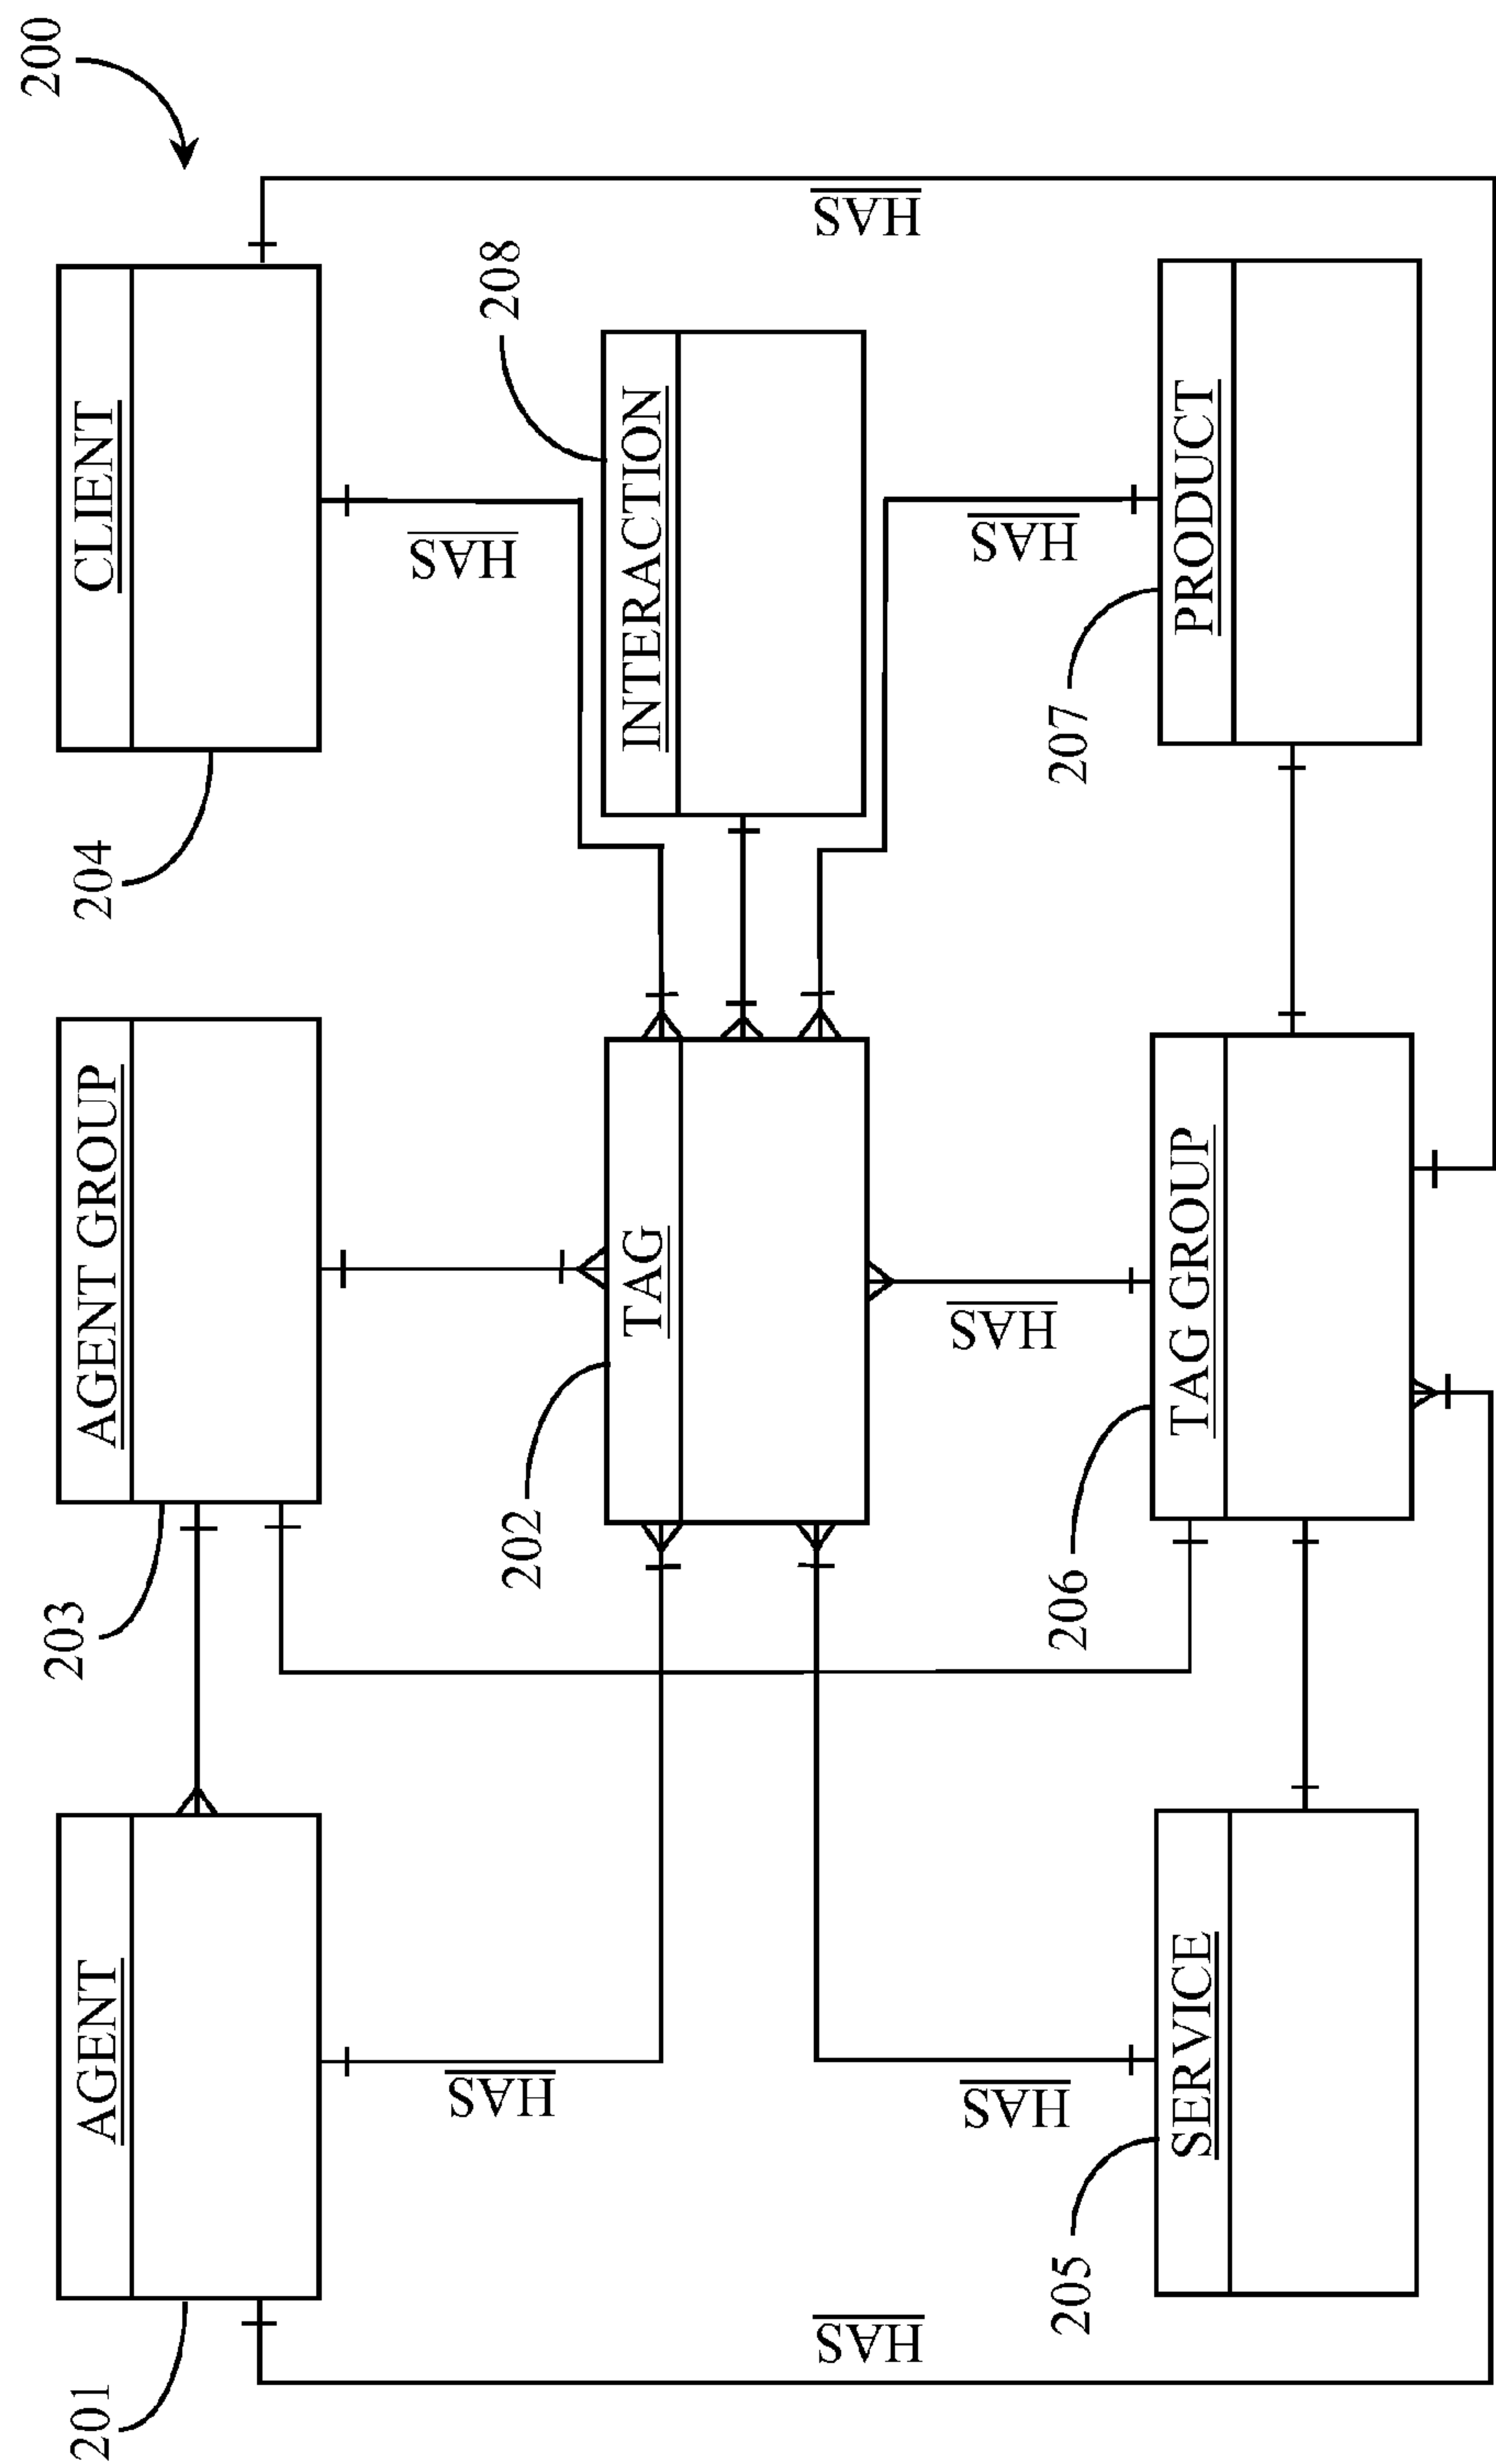 200
201
203
204
AGENT
AGENT GROUP
CLIENT
HAS
202
HAS
208
TAG
INTERACTION
HAS
HAS
HAS
HAS
HAS
205
206
207
SERVICE
TAG GROUP
PRODUCT